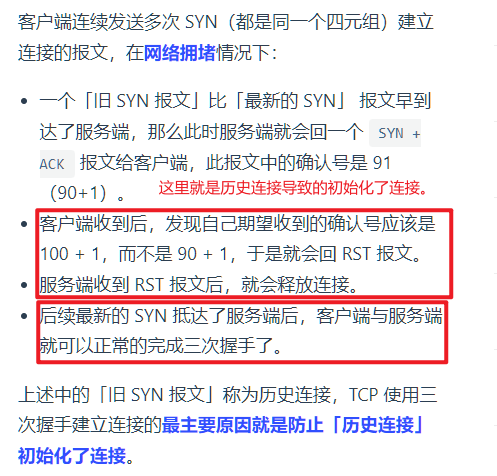 客户端连续发送多次 SYN（都是同一个四元组）建立
连接的报文，在网络拥堵情况下：
一个「旧 SYN 报文」比「最新的 SYN」 报文早到
达了服务端，那么此时服务端就会回一个 SYN +
ACK 报文给客户端，此报文中的确认号是 91
（90+1）。 这里就是历史连接导致的初始化了连接。
客户端收到后，发现自己期望收到的确认号应该是
100 + 1，而不是 90 + 1，于是就会回 RST 报文。
服务端收到 RST 报文后，就会释放连接。
后续最新的 SYN 抵达了服务端后，客户端与服务端
就可以正常的完成三次握手了。
上述中的「旧 SYN 报文」称为历史连接，TCP 使用三
次握手建立连接的最主要原因就是防止「历史连接」
初始化了连接。